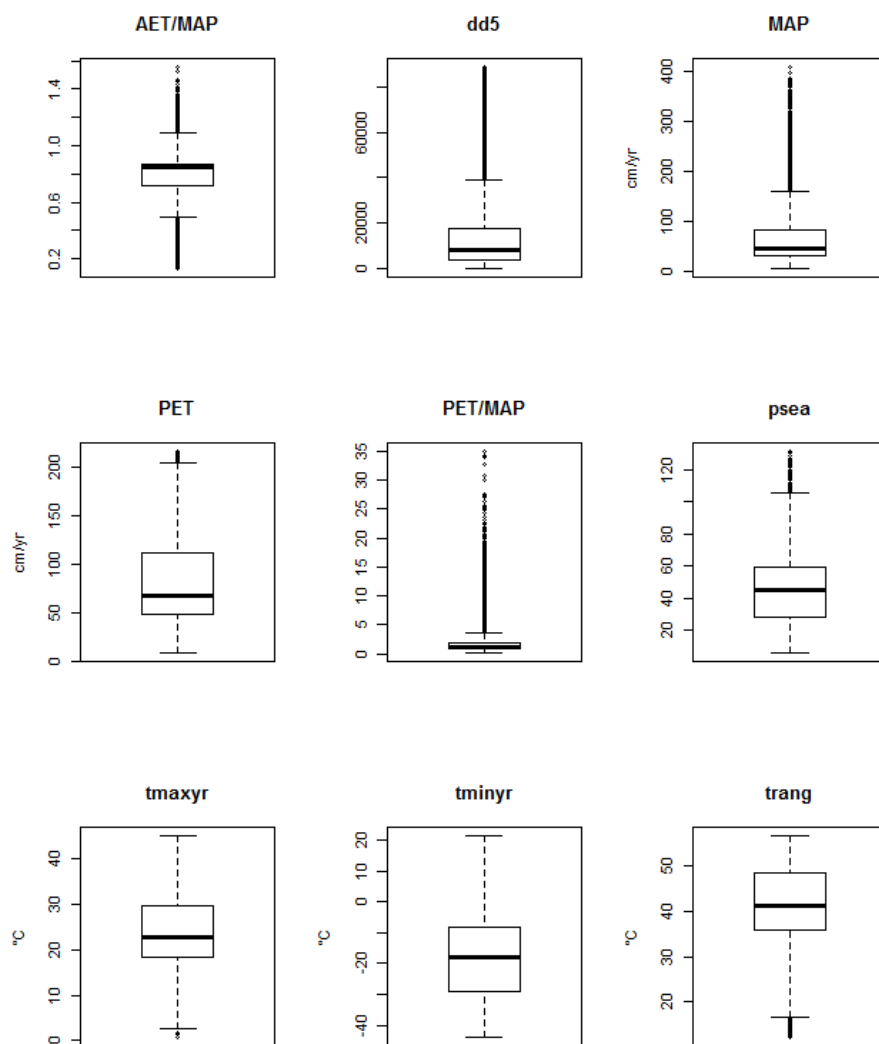 AET/MAP
0.2 0.6 1.0 1.4
dd5
0 20000 60000
MAP
cm/yr
0 100 200 300 400
PET
cm/yr
0 50 100 150 200
PET/MAP
0 5 10 15 20 25 30 35
psea
20 40 60 80 120
tmaxyr
°C
0 10 20 30 40
tminyr
°C
-40 -20 0 10 20
trang
°C
20 30 40 50